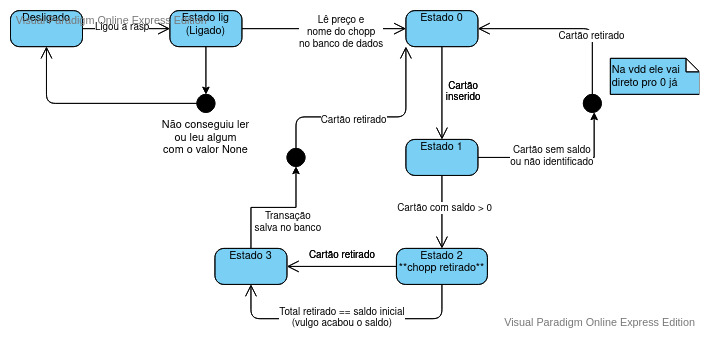 Visual Paradigm Online Express Edition
Desligado
Ligou a rasp
Estado lig
(Ligado)
Lê preço e
nome do chopp
no banco de dados
Estado 0
Cartão retirado
Na vdd ele vai
direto pro 0 já
Cartão
inserido
Não conseguiu ler
ou leu algum
com o valor None
Cartão retirado
Estado 1
Cartão sem saldo
ou não identificado
Cartão com saldo > 0
Transação
salva no banco
Estado 3
Cartão retirado
Estado 2
**chopp retirado**
Total retirado == saldo inicial
(vulgo acabou o saldo)
Visual Paradigm Online Express Edition